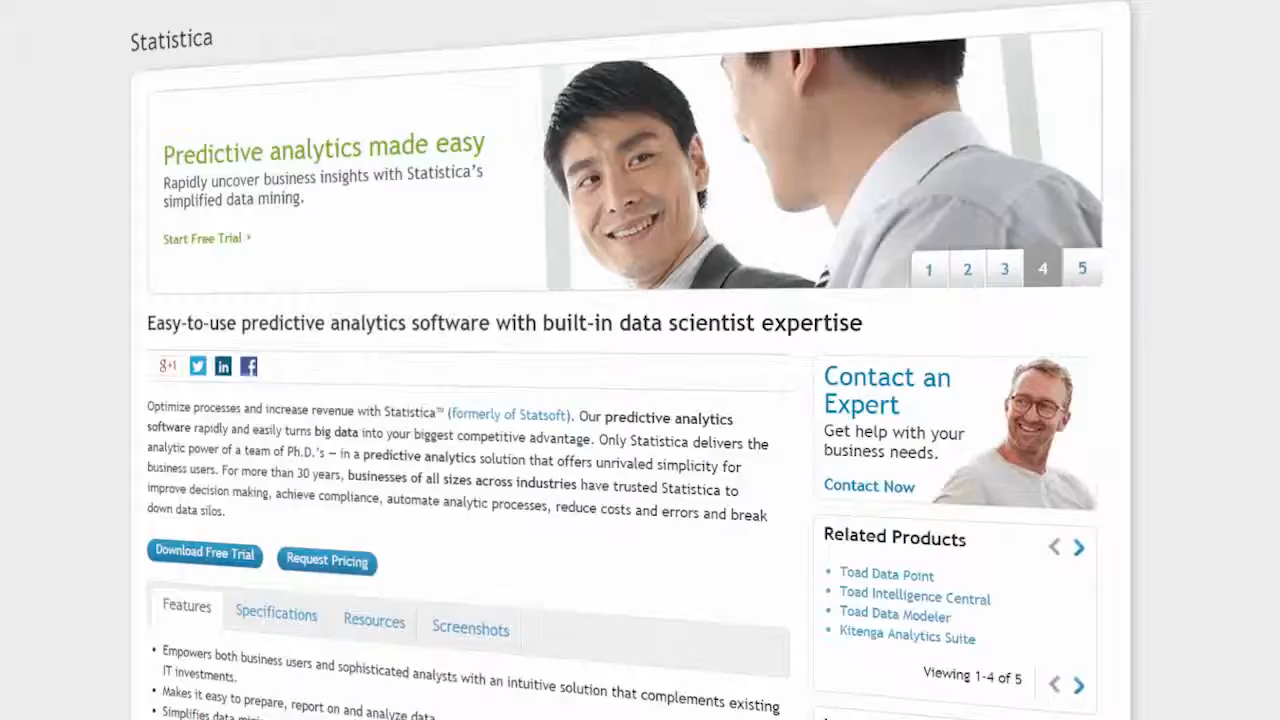 Statistica
Predictive analytics made easy
Rapidly uncover business insights with Statistica's
simplified data mining.
Start Free Trial
1 2 3 4 5
Easy-to-use predictive analytics software with built-in data scientist expertise
g+1
Optimize processes and increase revenue with Statistica™ (formerly of Statsoft). Our predictive analytics
software rapidly and easily turns big data into your biggest competitive advantage. Only Statistica delivers the
analytic power of a team of Ph.D.'s – in a predictive analytics solution that offers unrivaled simplicity for
business users. For more than 30 years, businesses of all sizes across industries have trusted Statistica to
improve decision making, achieve compliance, automate analytic processes, reduce costs and errors and break
down data silos.
Download Free Trial Request Pricing
Features Specifications Resources Screenshots
• Empowers both business users and sophisticated analysts with an intuitive solution that complements existing
IT investments.
• Makes it easy to prepare, report on and analyze data
• Simplifies data
Contact an
Expert
Get help with your
business needs.
Contact Now
Related Products
• Toad Data Point
• Toad Intelligence Central
• Toad Data Modeler
• Kitenga Analytics Suite
Viewing 1-4 of 5